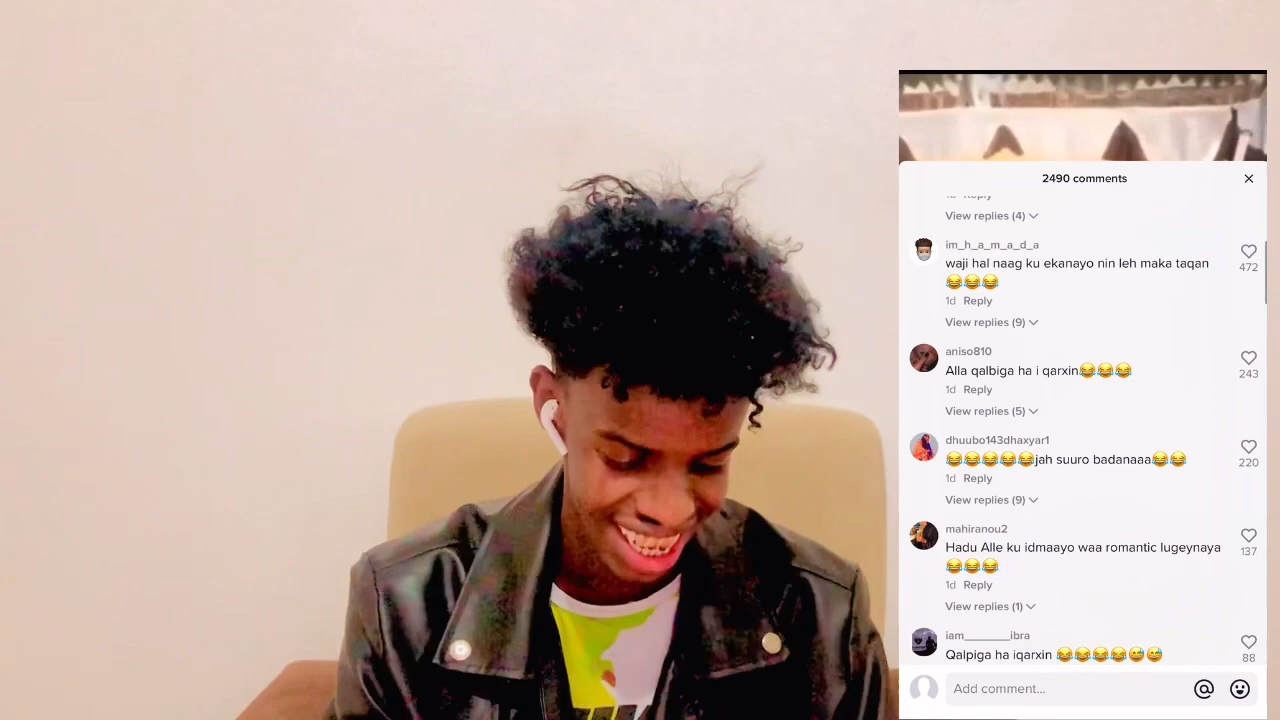 2490 comments
Reply
View replies (4)
im_h_a_m_a_d_a
waji hal naag ku ekanayo nin leh maka taqan
😂😂😂
472
1d Reply
View replies (9)
aniso810
Alla qalbiga ha i qarxin😂😂😂
243
1d Reply
View replies (5)
dhuubo143dhaxyar1
😂😂😂😂😂jah suuro badanaaa😂😂
220
1d Reply
View replies (9)
mahiranou2
Hadu Alle ku idmaayo waa romantic lugeynaya
😂😂😂
137
1d Reply
View replies (1)
iam______ibra
Qalpiga ha iqarxin 😂😂😂😂😅😅
88
Add comment...